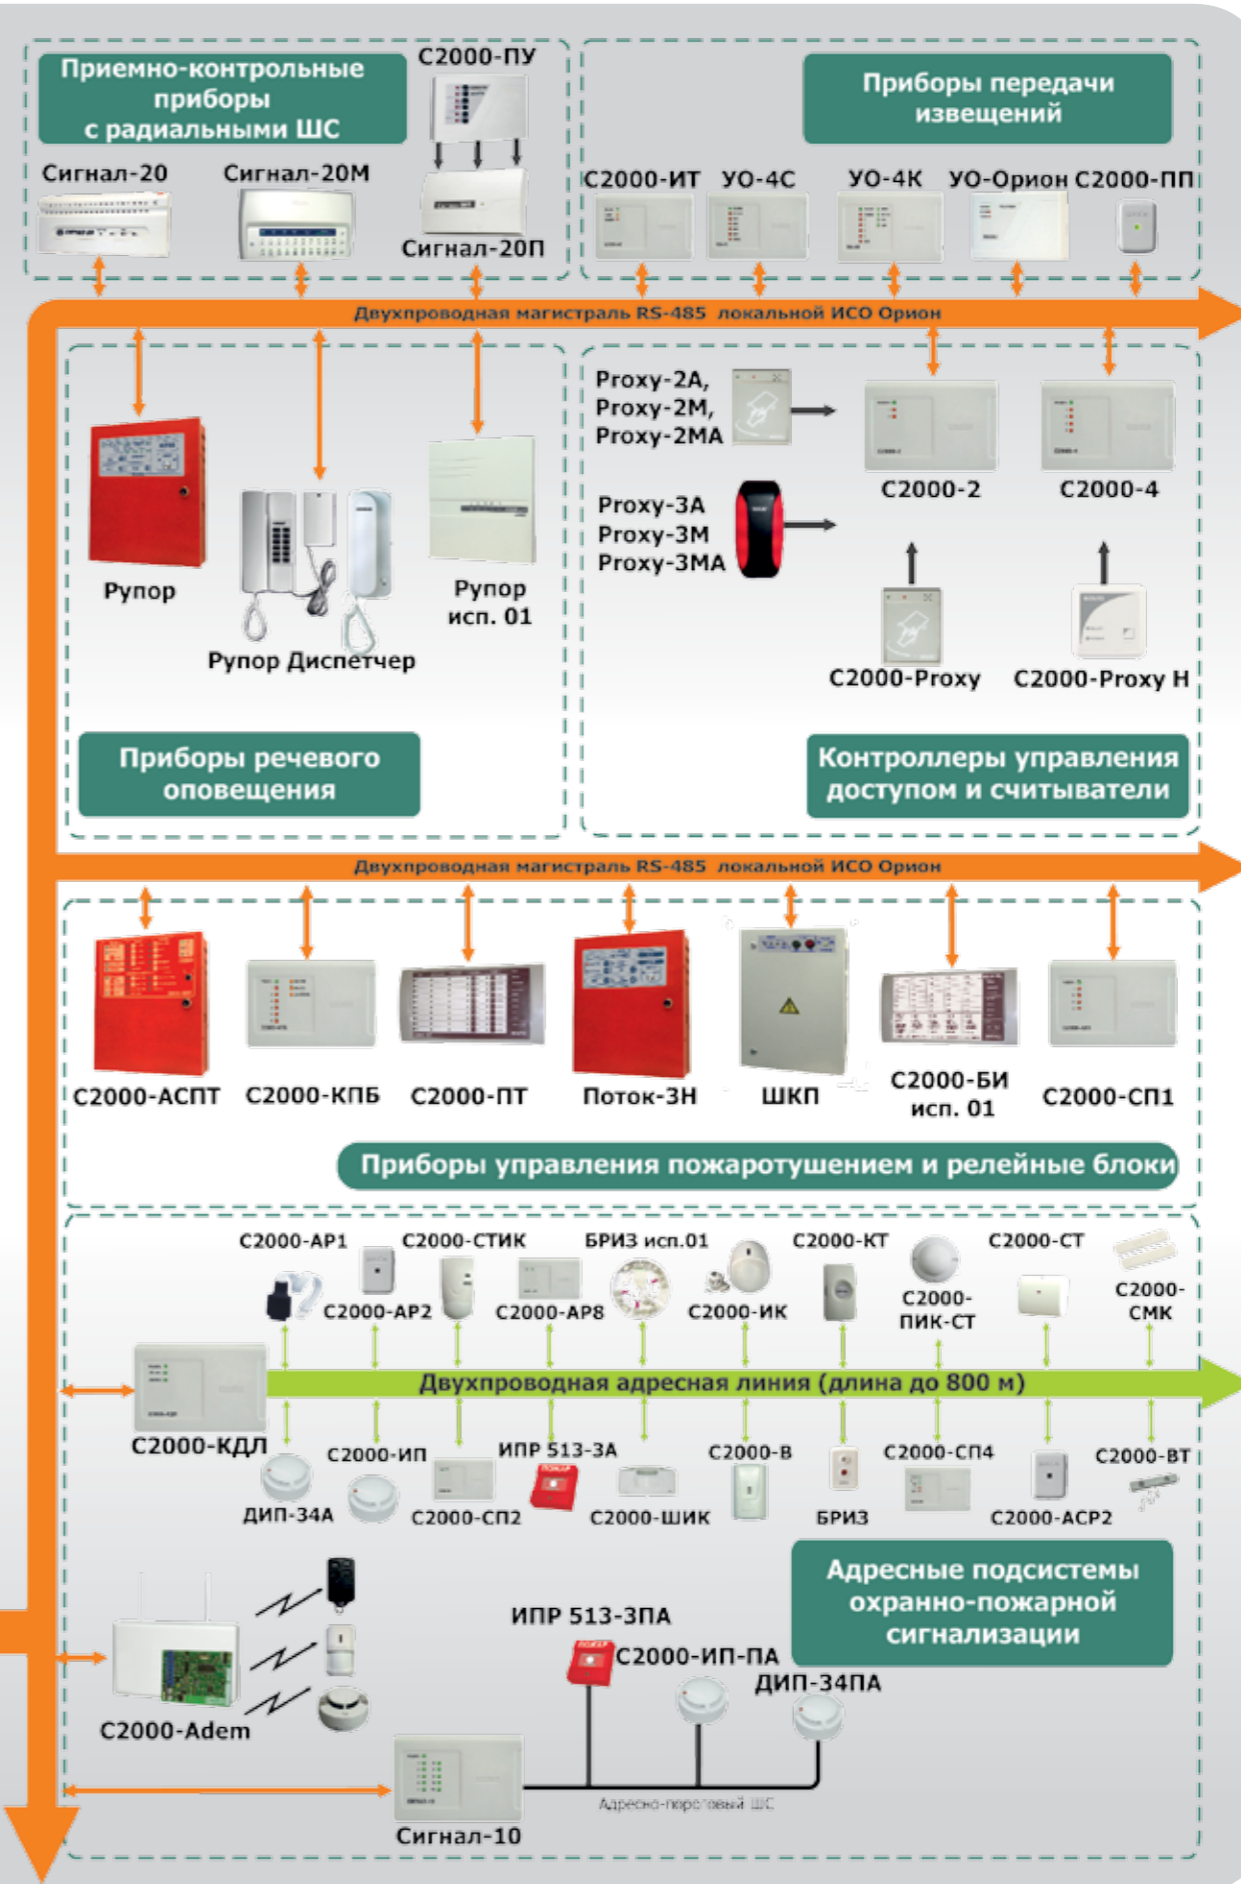 Приемно-контрольные
приборы
с радиальными ШС
С2000-ПУ
Сигнал-20
Сигнал-20М
Сигнал-20П
Приборы передачи
извещений
С2000-ИТ
УО-4С
УО-4К
УО-Орион
С2000-ПП
Двухпроводная магистраль RS-485 локальной ИСО Орион
Рупор
Рупор Диспетчер
Рупор
исп. 01
Приборы речевого
оповещения
Proxy-2A,
Proxy-2М,
Proxy-2МА
Proxy-3A
Proxy-3М
Proxy-3МА
С2000-2
С2000-4
С2000-Proxy
С2000-Proxy Н
Контроллеры управления
доступом и считыватели
Двухпроводная магистраль RS-485 локальной ИСО Орион
С2000-АСПТ
С2000-КПБ
С2000-ПТ
Поток-3Н
ШКП
С2000-БИ
исп. 01
С2000-СП1
Приборы управления пожаротушением и релейные блоки
С2000-АР1
С2000-АР2
С2000-СТИК
С2000-АР8
БРИЗ исп.01
С2000-ИК
С2000-КТ
С2000-
ПИК-СТ
С2000-СТ
С2000-
СМК
Двухпроводная адресная линия (длина до 800 м)
С2000-КДЛ
ДИП-34А
С2000-ИП
С2000-СП2
ИПР 513-3А
С2000-ШИК
С2000-В
БРИЗ
С2000-СП4
С2000-АСР2
С2000-ВТ
Адресные подсистемы
охранно-пожарной
сигнализации
С2000-Adem
ИПР 513-3ПА
С2000-ИП-ПА
ДИП-34ПА
Адресно-пороговый ШС
Сигнал-10